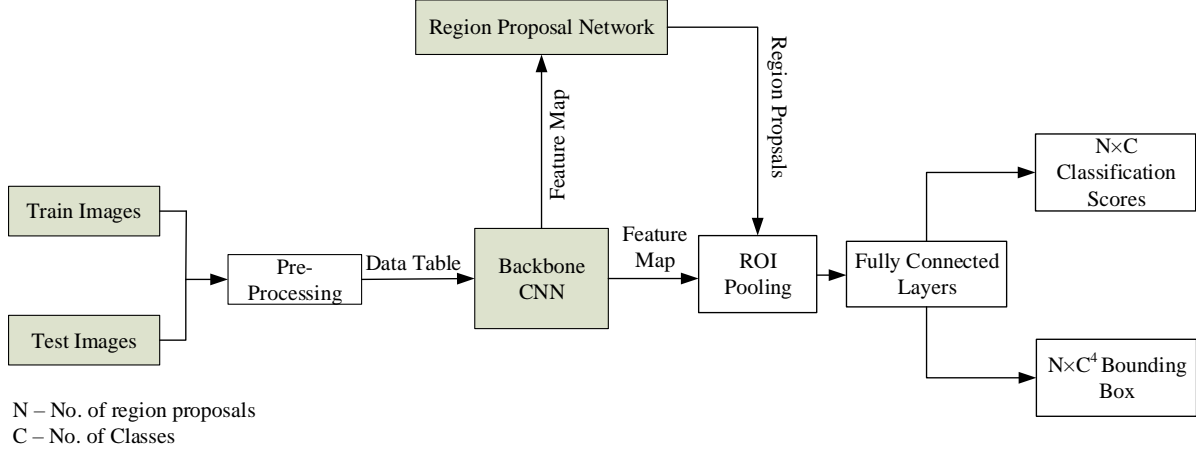 Region Proposal Network
Feature Map
Region Propsals
Train Images
Test Images
Pre-
Processing
Data Table
Backbone
CNN
Feature
Map
ROI
Pooling
Fully Connected
Layers
N×C
Classification
Scores
N×C⁴ Bounding
Box
N – No. of region proposals
C – No. of Classes